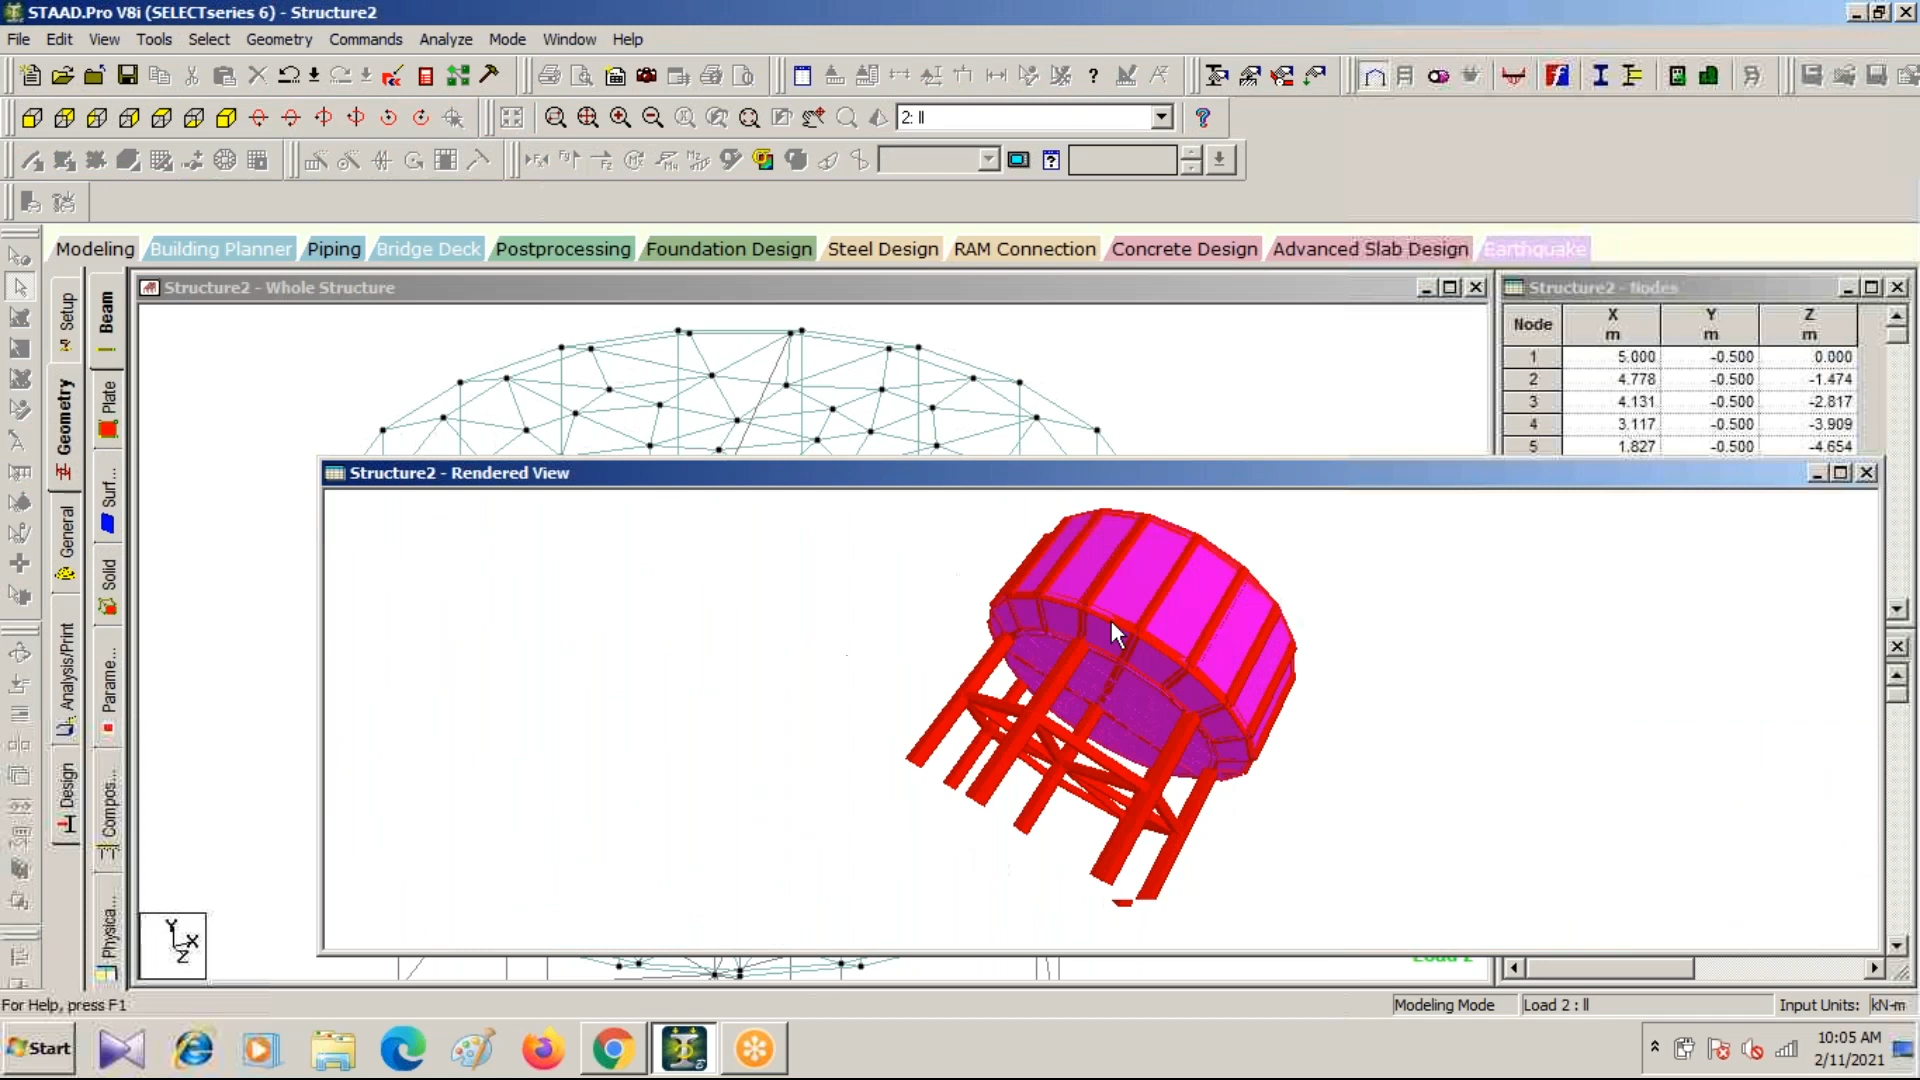 STAAD.Pro V8i (SELECTseries 6) - Structure2
File Edit View Tools Select Geometry Commands Analyze Mode Window Help
2: ll
Modeling Building Planner Piping Bridge Deck Postprocessing Foundation Design Steel Design RAM Connection Concrete Design Advanced Slab Design Earthquake
Setup
Geometry
General
Analysis/Print
Design
Beam
Plate
Surf...
Solid
Parame...
Compos...
Physica...
Structure2 - Whole Structure
Structure2 - Nodes
Node X m Y m Z m
1 5.000 -0.500 0.000
2 4.778 -0.500 -1.474
3 4.131 -0.500 -2.817
4 3.117 -0.500 -3.909
5 1.827 -0.500 -4.654
Structure2 - Rendered View
Y
X
Z
Load 2
For Help, press F1
Modeling Mode Load 2 : ll Input Units: kN-m
Start
10:05 AM
2/11/2021